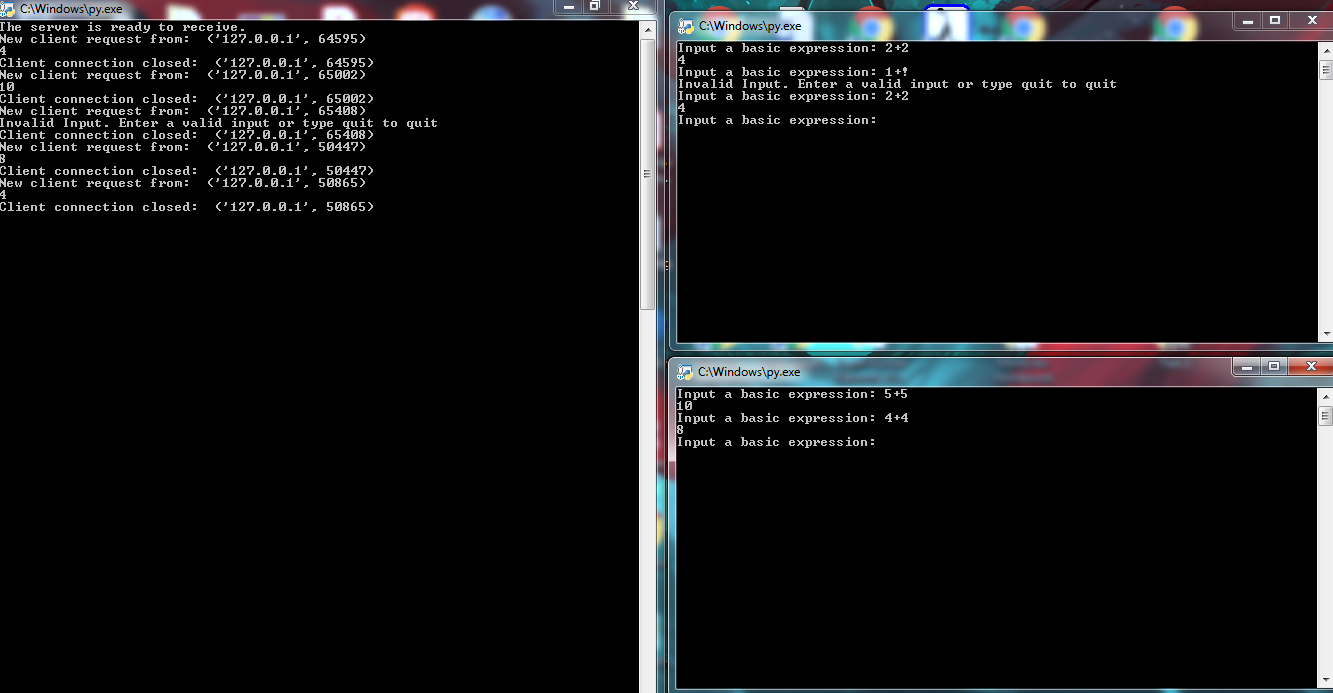 C:\Windows\py.exe
The server is ready to receive.
New client request from:  ('127.0.0.1', 64595)
4
Client connection closed:  ('127.0.0.1', 64595)
New client request from:  ('127.0.0.1', 65002)
10
Client connection closed:  ('127.0.0.1', 65002)
New client request from:  ('127.0.0.1', 65408)
Invalid Input. Enter a valid input or type quit to quit
Client connection closed:  ('127.0.0.1', 65408)
New client request from:  ('127.0.0.1', 50447)
8
Client connection closed:  ('127.0.0.1', 50447)
New client request from:  ('127.0.0.1', 50865)
4
Client connection closed:  ('127.0.0.1', 50865)
C:\Windows\py.exe
Input a basic expression: 2+2
4
Input a basic expression: 1+!
Invalid Input. Enter a valid input or type quit to quit
Input a basic expression: 2+2
4
Input a basic expression:
C:\Windows\py.exe
Input a basic expression: 5+5
10
Input a basic expression: 4+4
8
Input a basic expression: